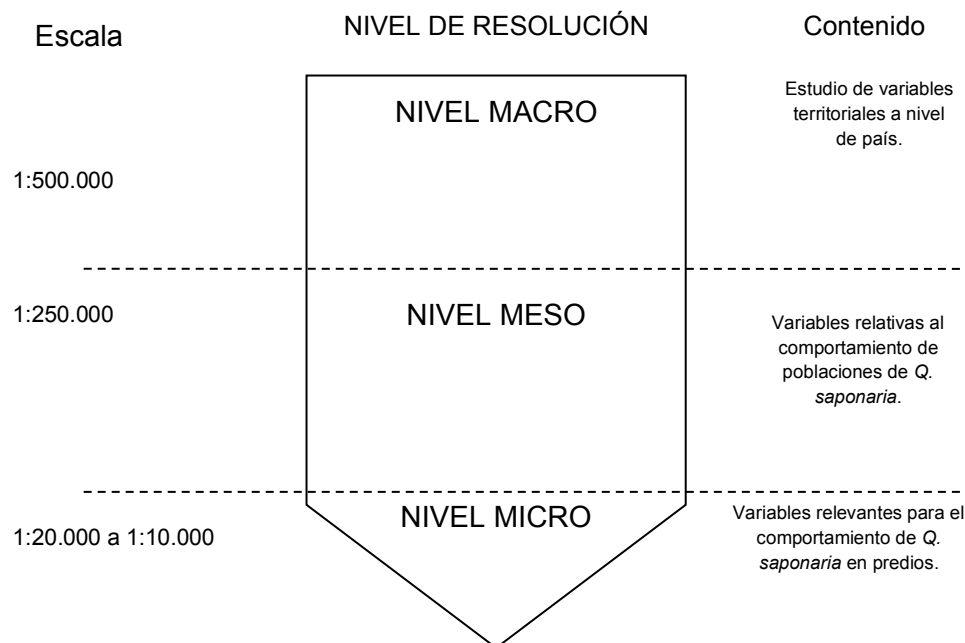 Escala
NIVEL DE RESOLUCIÓN
Contenido
NIVEL MACRO
Estudio de variables
territoriales a nivel
de país.
1:500.000
1:250.000
NIVEL MESO
Variables relativas al
comportamiento de
poblaciones de Q.
saponaria.
1:20.000 a 1:10.000
NIVEL MICRO
Variables relevantes para el
comportamiento de Q.
saponaria en predios.